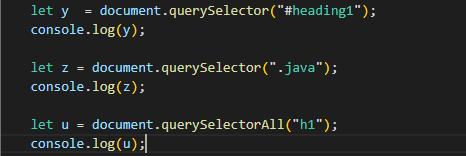 let y  = document.querySelector("#heading1");
console.log(y);
let z = document.querySelector(".java");
console.log(z);
let u = document.querySelectorAll("h1");
console.log(u);